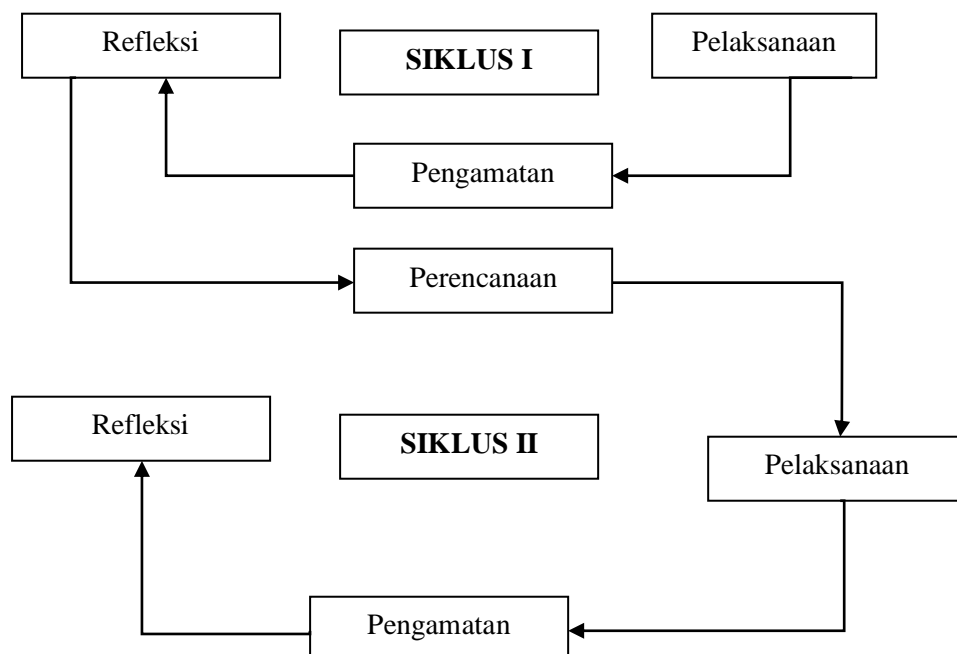 Refleksi
SIKLUS I
Pelaksanaan
Pengamatan
Perencanaan
Refleksi
SIKLUS II
Pelaksanaan
Pengamatan